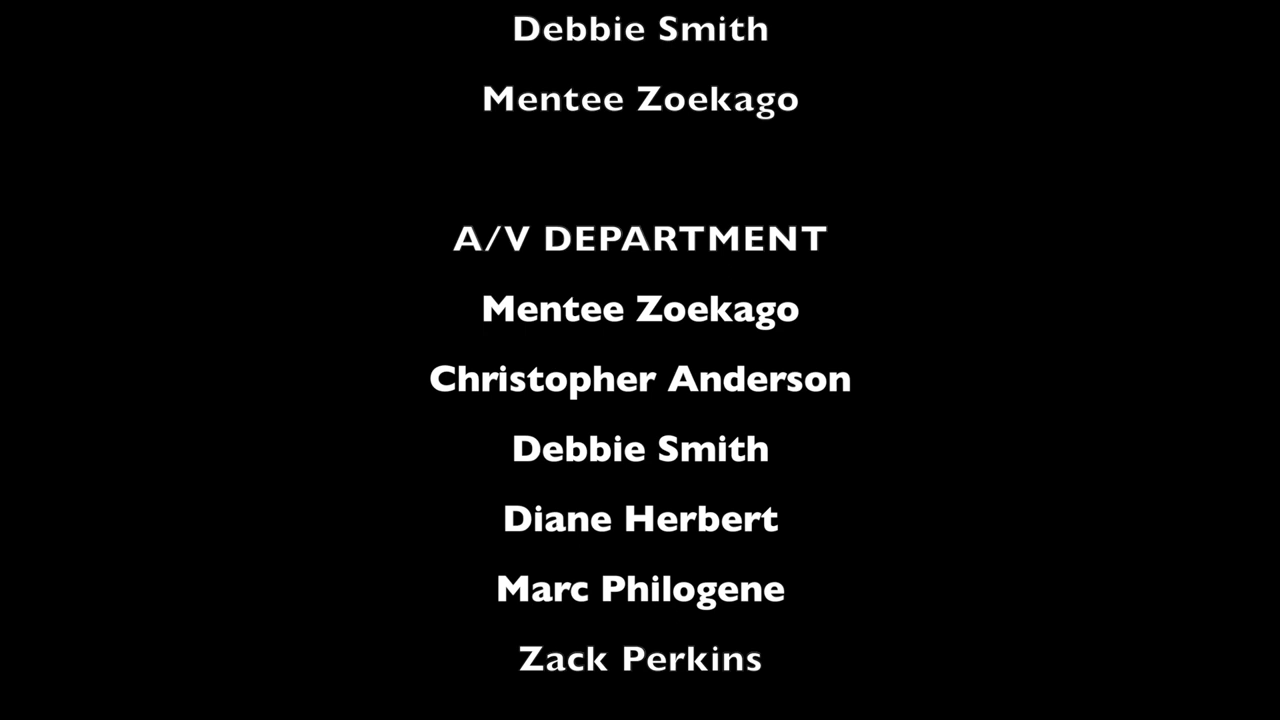 Debbie Smith
Mentee Zoekago
A/V DEPARTMENT
Mentee Zoekago
Christopher Anderson
Debbie Smith
Diane Herbert
Marc Philogene
Zack Perkins